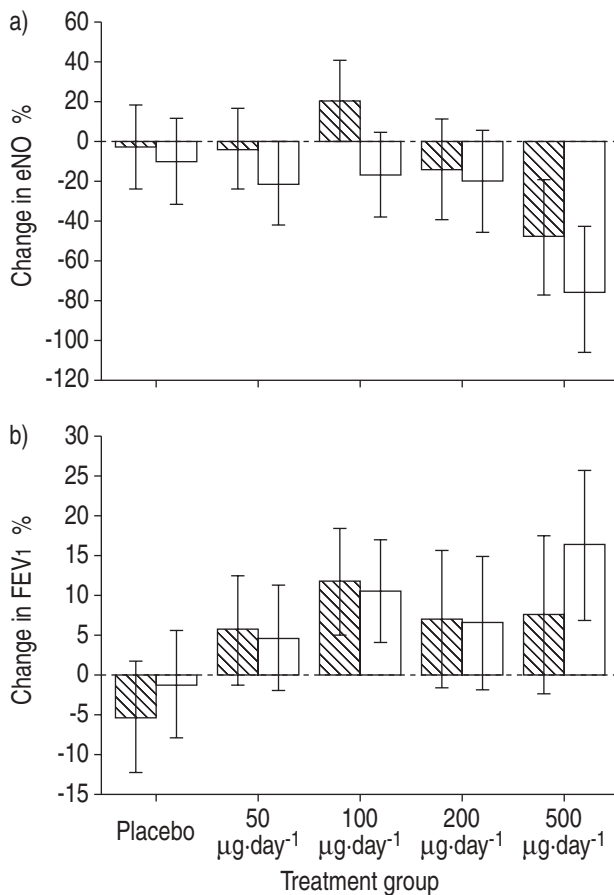 a)
Change in eNO %
60
40
20
0
-20
-40
-60
-80
-100
-120
b)
Change in FEV1 %
30
25
20
15
10
5
0
-5
-10
-15
Placebo
50
µg·day-1
100
µg·day-1
200
µg·day-1
500
µg·day-1
Treatment group